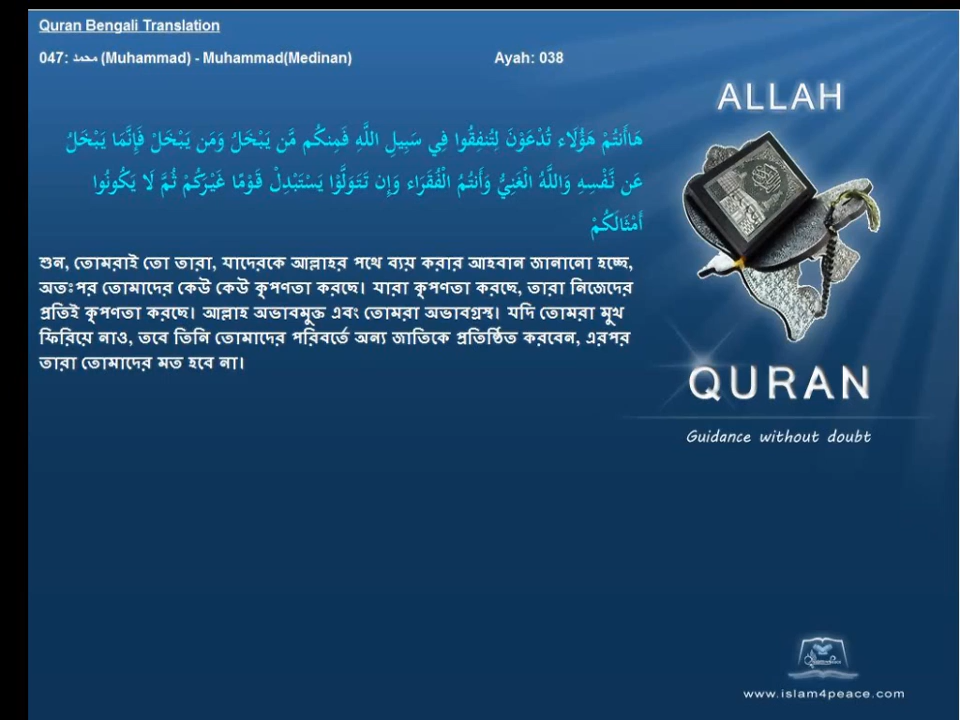 Quran Bengali Translation
047: محمد (Muhammad) - Muhammad(Medinan) Ayah: 038
هَاأَنتُمْ هَؤُلَاء تُدْعَوْنَ لِتُنفِقُوا فِي سَبِيلِ اللَّهِ فَمِنكُم مَّن يَبْخَلُ وَمَن يَبْخَلْ فَإِنَّمَا يَبْخَلُ
عَن نَّفْسِهِ وَاللَّهُ الْغَنِيُّ وَأَنتُمُ الْفُقَرَاء وَإِن تَتَوَلَّوْا يَسْتَبْدِلْ قَوْمًا غَيْرَكُمْ ثُمَّ لَا يَكُونُوا
أَمْثَالَكُمْ
শুন, তোমরাই তো তারা, যাদেরকে আল্লাহর পথে ব্যয় করার আহবান জানানো হচ্ছে,
অতঃপর তোমাদের কেউ কেউ কৃপণতা করছে। যারা কৃপণতা করছে, তারা নিজেদের
প্রতিই কৃপণতা করছে। আল্লাহ অভাবমুক্ত এবং তোমরা অভাবগ্রস্থ। যদি তোমরা মুখ
ফিরিয়ে নাও, তবে তিনি তোমাদের পরিবর্তে অন্য জাতিকে প্রতিষ্ঠিত করবেন, এরপর
তারা তোমাদের মত হবে না।
ALLAH
QURAN
Guidance without doubt
www.islam4peace.com